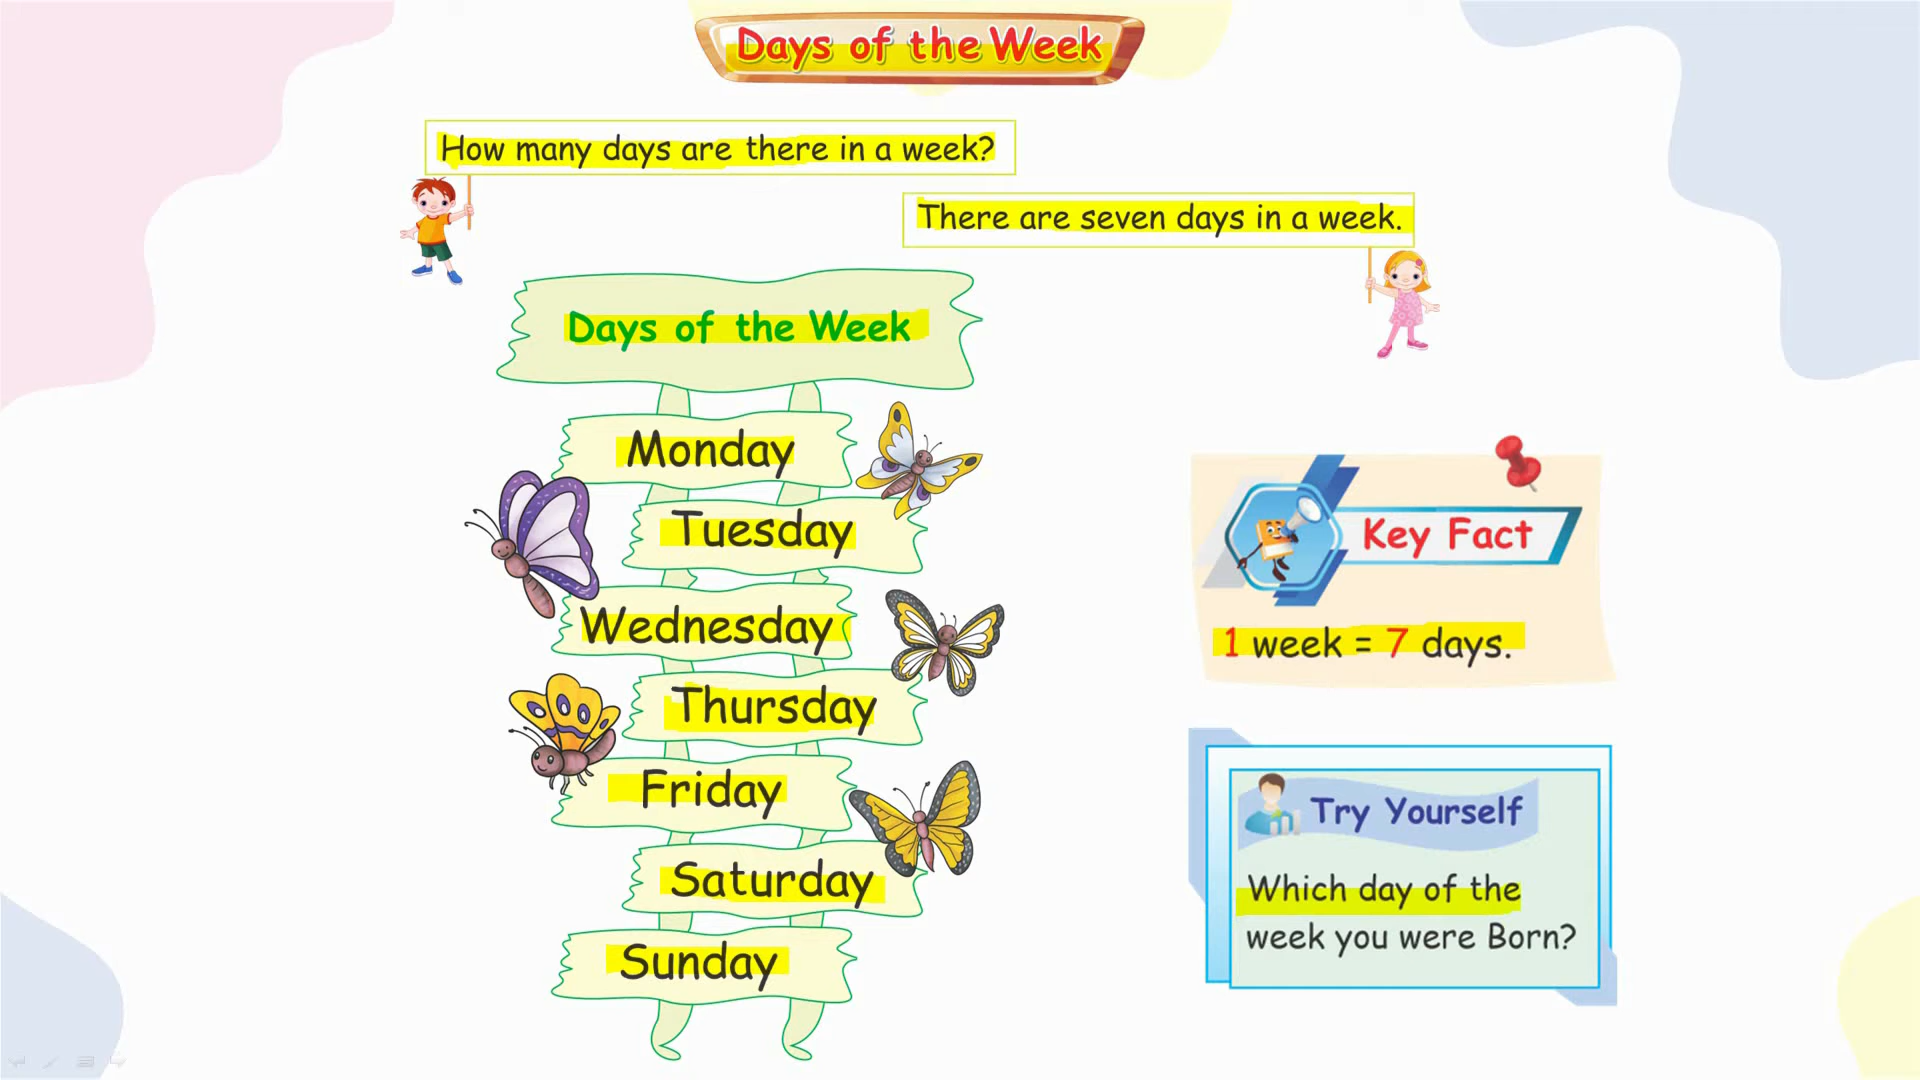 Days of the Week
How many days are there in a week?
There are seven days in a week.
Days of the Week
Monday
Tuesday
Wednesday
Thursday
Friday
Saturday
Sunday
Key Fact
1 week = 7 days.
Try Yourself
Which day of the
week you were Born?